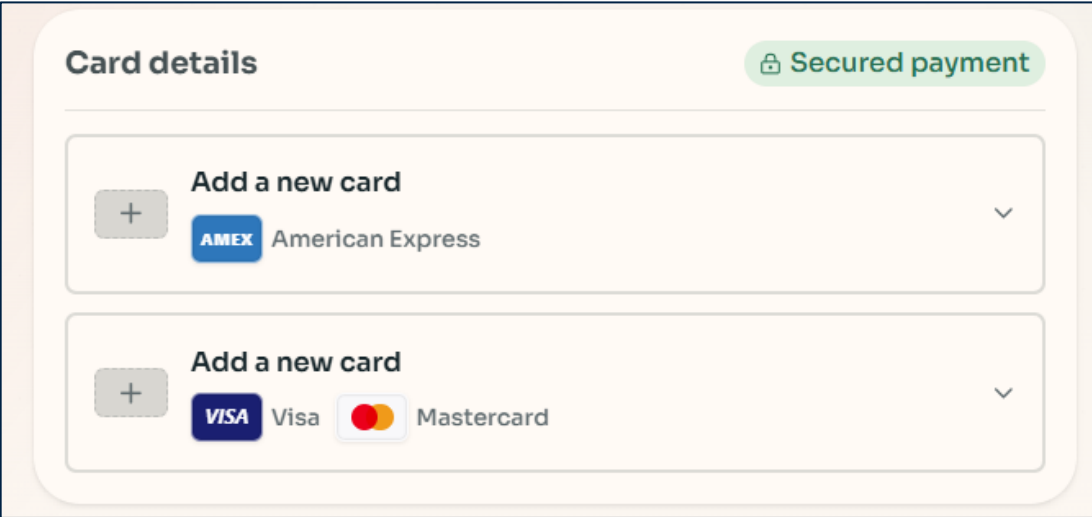 Card details
Secured payment
Add a new card
AMEX American Express
Add a new card
VISA Visa Mastercard